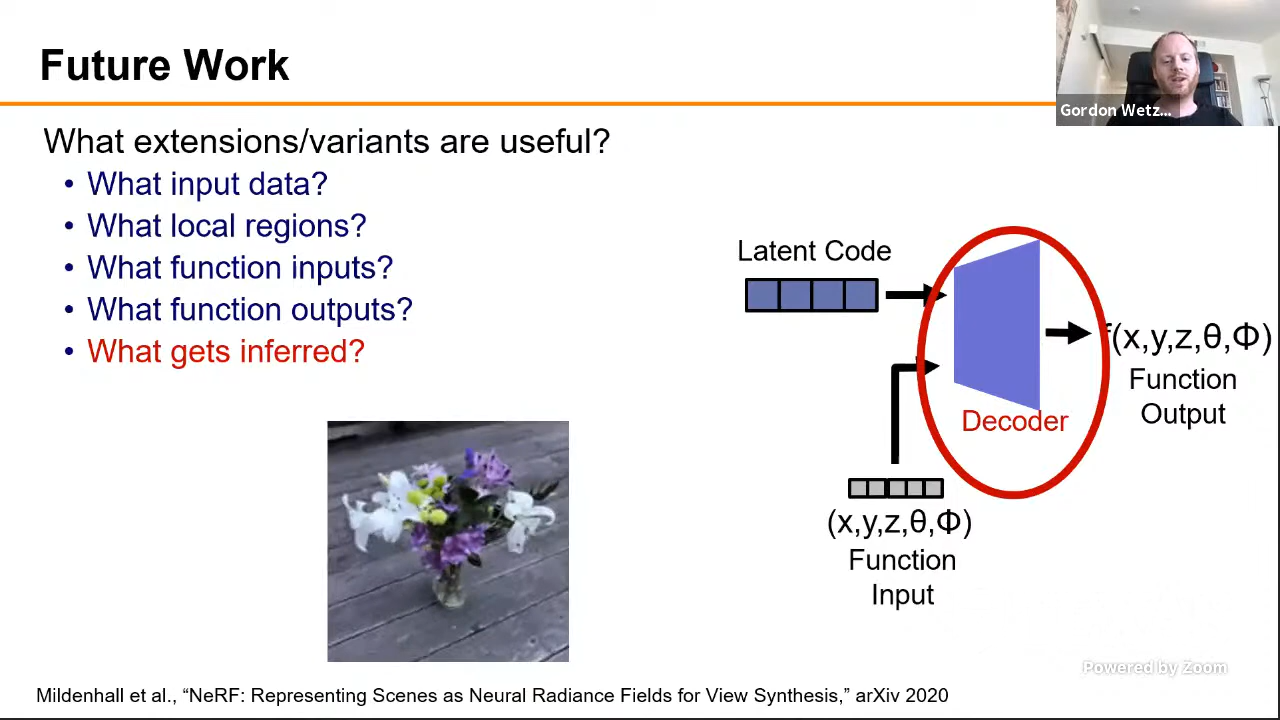 Future Work
Gordon Wetz...
What extensions/variants are useful?
• What input data?
• What local regions?
• What function inputs?
• What function outputs?
• What gets inferred?
Latent Code
f(x,y,z,θ,Φ)
Function
Output
Decoder
(x,y,z,θ,Φ)
Function
Input
Powered by Zoom
Mildenhall et al., “NeRF: Representing Scenes as Neural Radiance Fields for View Synthesis,” arXiv 2020